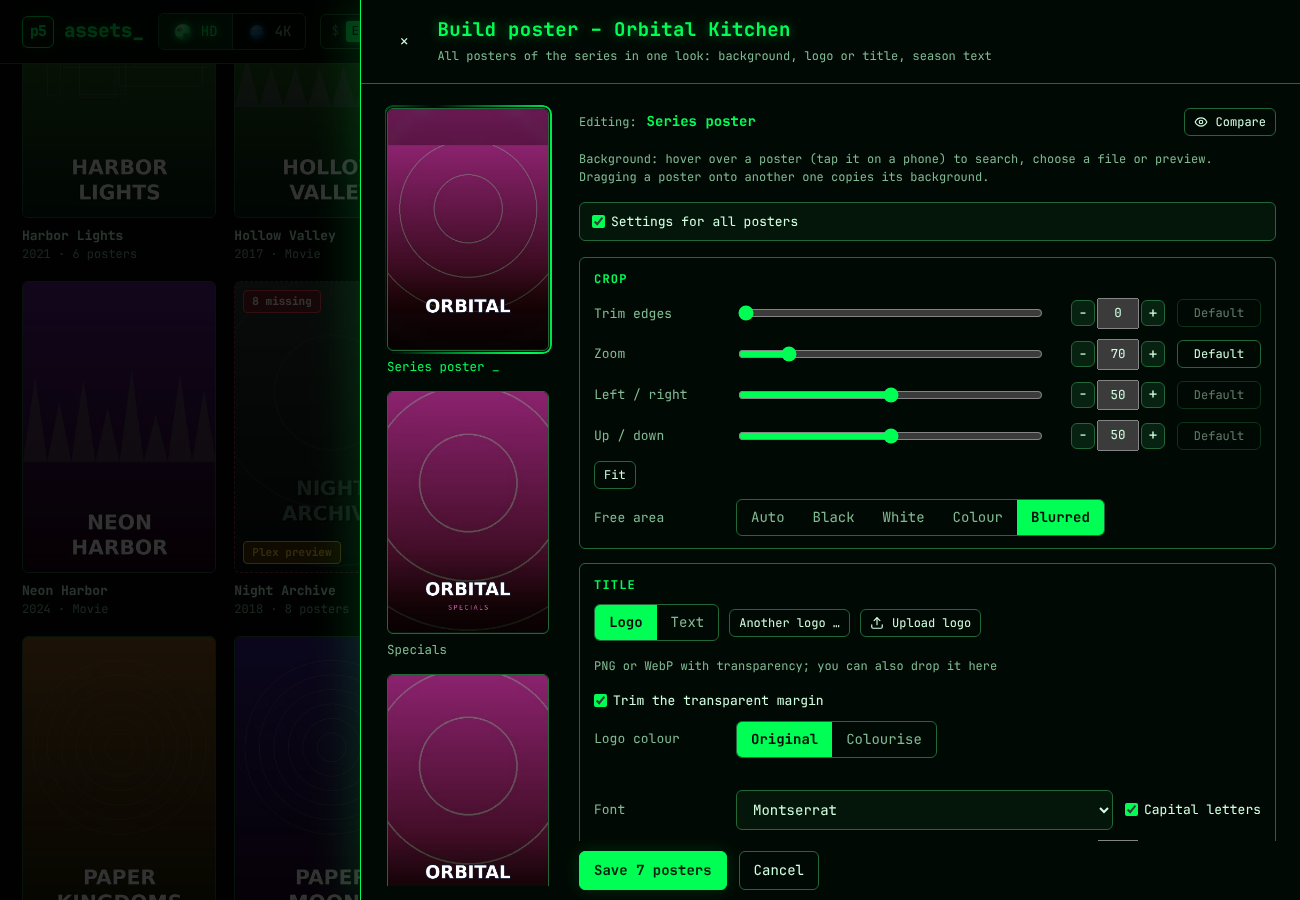 p5 assets_ HD 4K $
HARBOR
LIGHTS
HOLLO
VALLE
Harbor Lights
2021 · 6 posters
Hollow Valley
2017 · Movie
8 missing
NEON
HARBOR
NIGHT
ARCHIV
Plex preview
Neon Harbor
2024 · Movie
Night Archive
2018 · 8 posters
PAPER
KINGDOMS
PAPER
MOON
×
Build poster – Orbital Kitchen
All posters of the series in one look: background, logo or title, season text
ORBITAL
Series poster _
ORBITAL
SPECIALS
Specials
ORBITAL
Editing: Series poster
Compare
Background: hover over a poster (tap it on a phone) to search, choose a file or preview.
Dragging a poster onto another one copies its background.
Settings for all posters
CROP
Trim edges - 0 + Default
Zoom - 70 + Default
Left / right - 50 + Default
Up / down - 50 + Default
Fit
Free area Auto Black White Colour Blurred
TITLE
Logo Text Another logo … Upload logo
PNG or WebP with transparency; you can also drop it here
Trim the transparent margin
Logo colour Original Colourise
Font Montserrat Capital letters
Save 7 posters Cancel